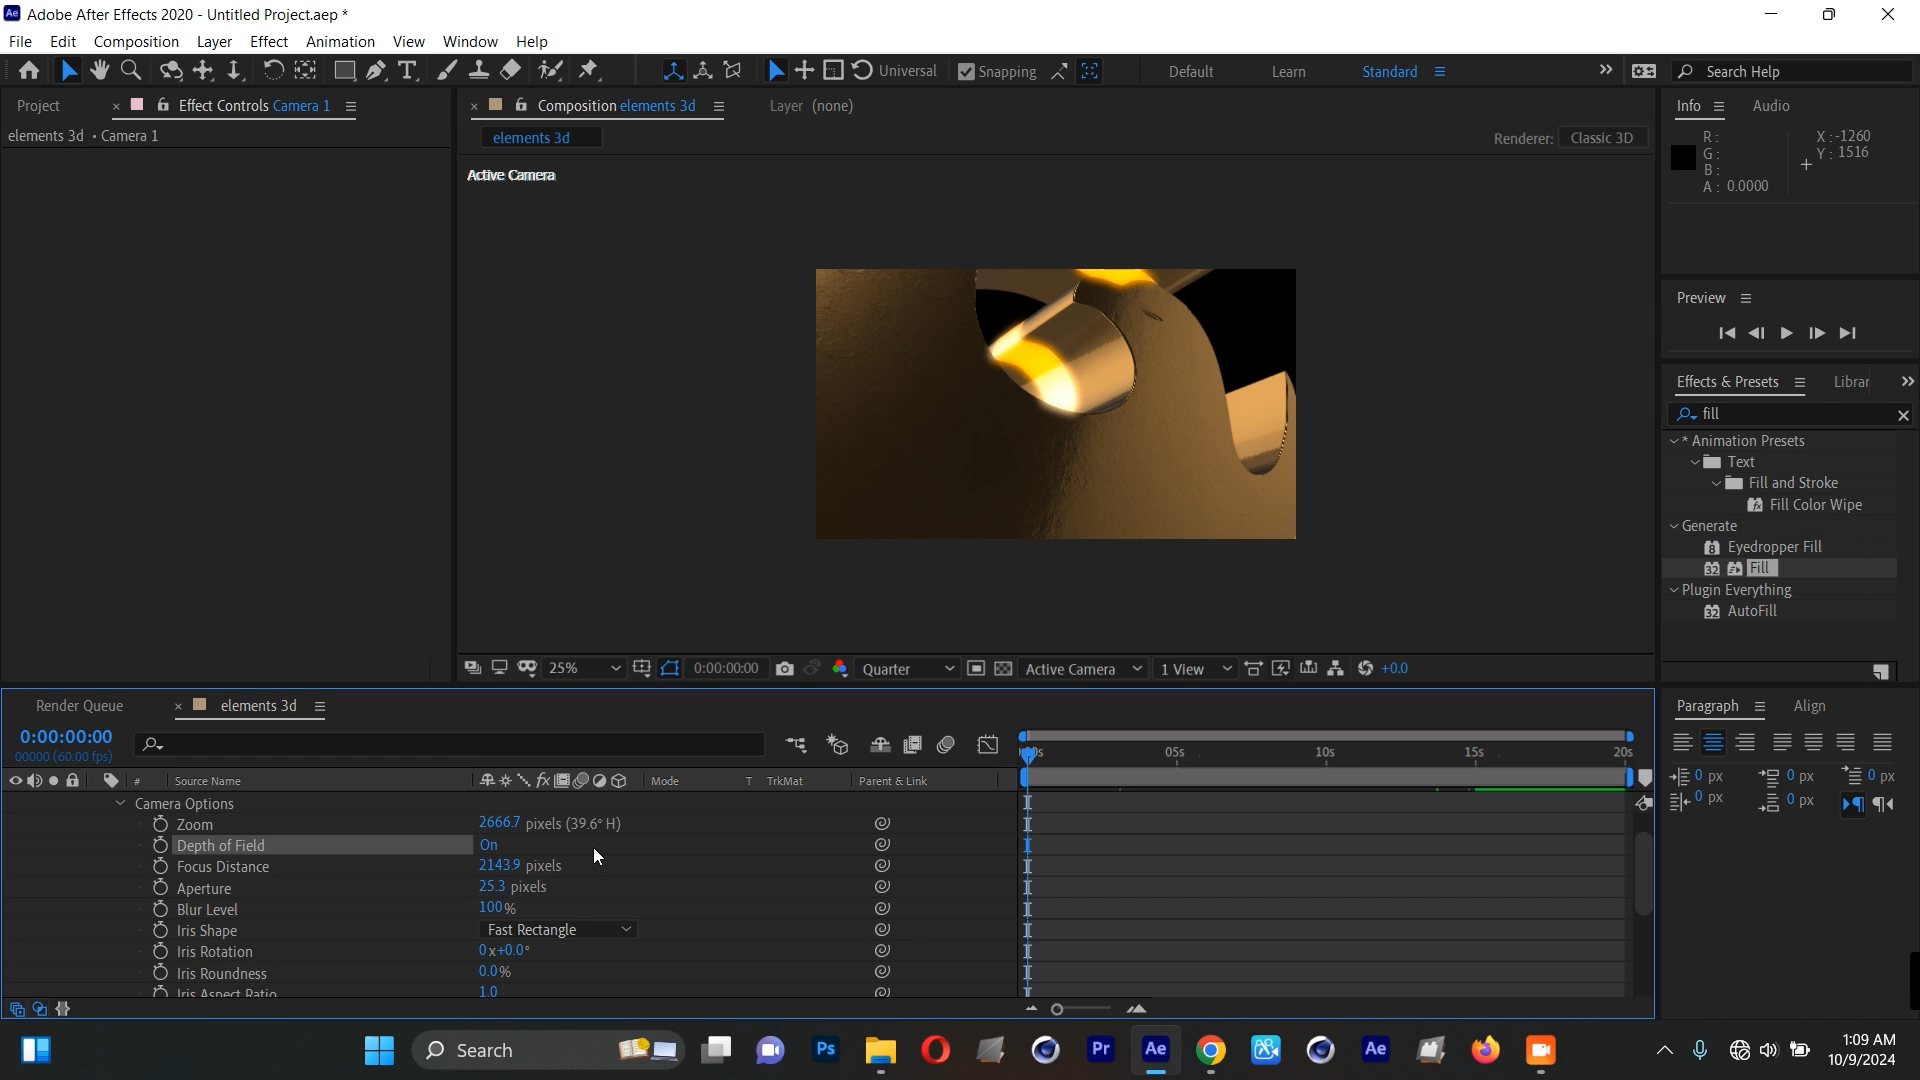 Adobe After Effects 2020 - Untitled Project.aep *
File Edit Composition Layer Effect Animation View Window Help
Universal Snapping Default Learn Standard Search Help
Project Effect Controls Camera 1 Composition elements 3d Layer (none) Info Audio
elements 3d • Camera 1
elements 3d
Renderer: Classic 3D
Active Camera
R:
G:
B:
A: 0.0000
X: -1260
Y: 1516
Preview
Effects & Presets Librar
fill
* Animation Presets
Text
Fill and Stroke
Fill Color Wipe
Generate
Eyedropper Fill
Fill
Plugin Everything
AutoFill
25% 0:00:00:00 Quarter Active Camera 1 View +0.0
Render Queue elements 3d
Paragraph Align
0:00:00:00
00000 (60.00 fps)
05s 10s 15s 20s
# Source Name Mode T TrkMat Parent & Link
0 px 0 px 0 px
0 px 0 px
Camera Options
Zoom 2666.7 pixels (39.6° H)
Depth of Field On
Focus Distance 2143.9 pixels
Aperture 25.3 pixels
Blur Level 100%
Iris Shape Fast Rectangle
Iris Rotation 0x+0.0°
Iris Roundness 0.0%
Iris Aspect Ratio 1.0
Search
Ps Pr Ae Ae
1:09 AM
10/9/2024